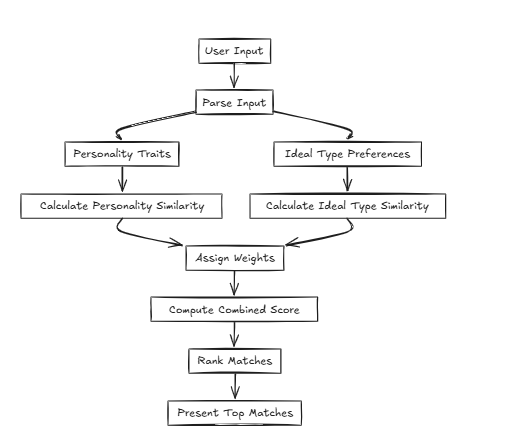 User Input
Parse Input
Personality Traits
Ideal Type Preferences
Calculate Personality Similarity
Calculate Ideal Type Similarity
Assign Weights
Compute Combined Score
Rank Matches
Present Top Matches